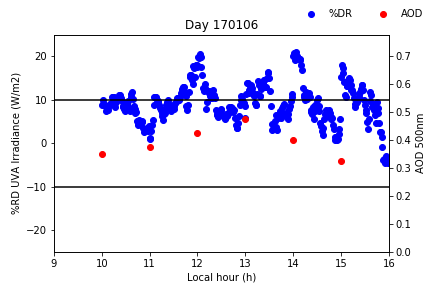 %DR AOD
Day 170106
%RD UVA Irradiance (W/m2)
20
10
0
−10
−20
0.7
0.6
0.5
0.4
0.3
0.2
0.1
0.0
AOD 500nm
9 10 11 12 13 14 15 16
Local hour (h)